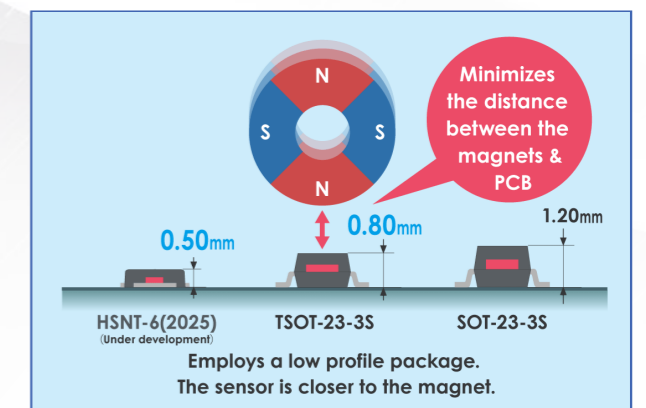 N
S
S
N
Minimizes
the distance
between the
magnets &
PCB
0.50mm
0.80mm
1.20mm
HSNT-6(2025)
(Under development)
TSOT-23-3S
SOT-23-3S
Employs a low profile package.
The sensor is closer to the magnet.